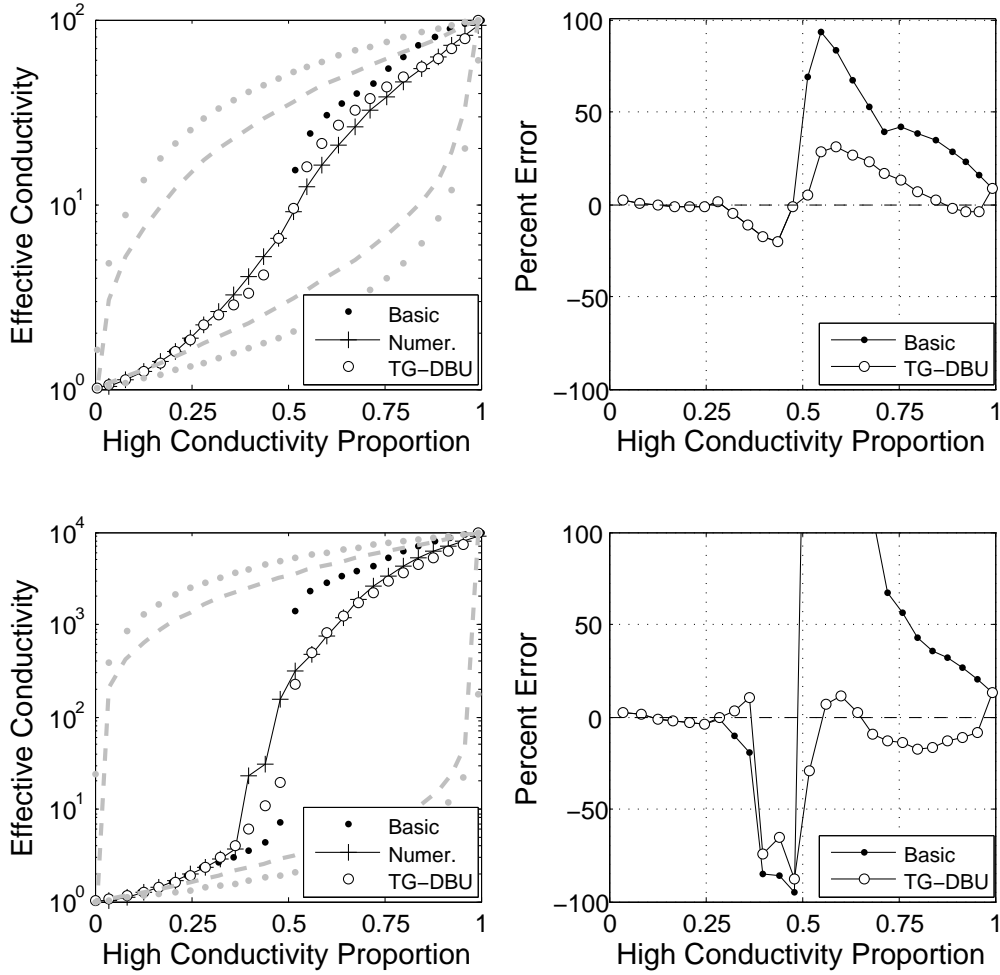 10^2
10^1
10^0
Effective Conductivity
0
0.25
0.5
0.75
1
High Conductivity Proportion
Basic
Numer.
TG−DBU
100
50
0
−50
−100
Percent Error
0
0.25
0.5
0.75
1
High Conductivity Proportion
Basic
TG−DBU
10^4
10^3
10^2
10^1
10^0
Effective Conductivity
0
0.25
0.5
0.75
1
High Conductivity Proportion
Basic
Numer.
TG−DBU
100
50
0
−50
−100
Percent Error
0
0.25
0.5
0.75
1
High Conductivity Proportion
Basic
TG−DBU